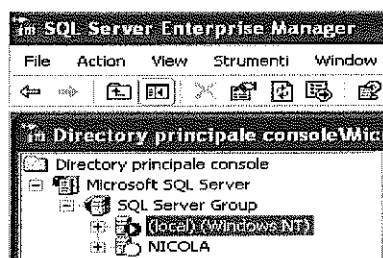 SQL Server Enterprise Manager
File Action View Strumenti Window
Directory principale console\Mic
Directory principale console
Microsoft SQL Server
SQL Server Group
(local) (Windows NT)
NICOLA